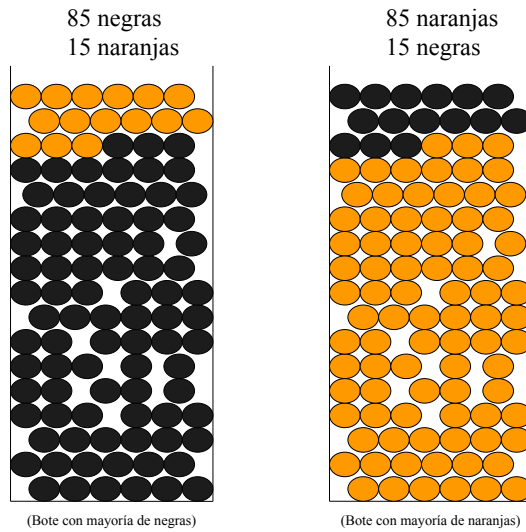 85 negras
15 naranjas
85 naranjas
15 negras
(Bote con mayoría de negras)
(Bote con mayoría de naranjas)